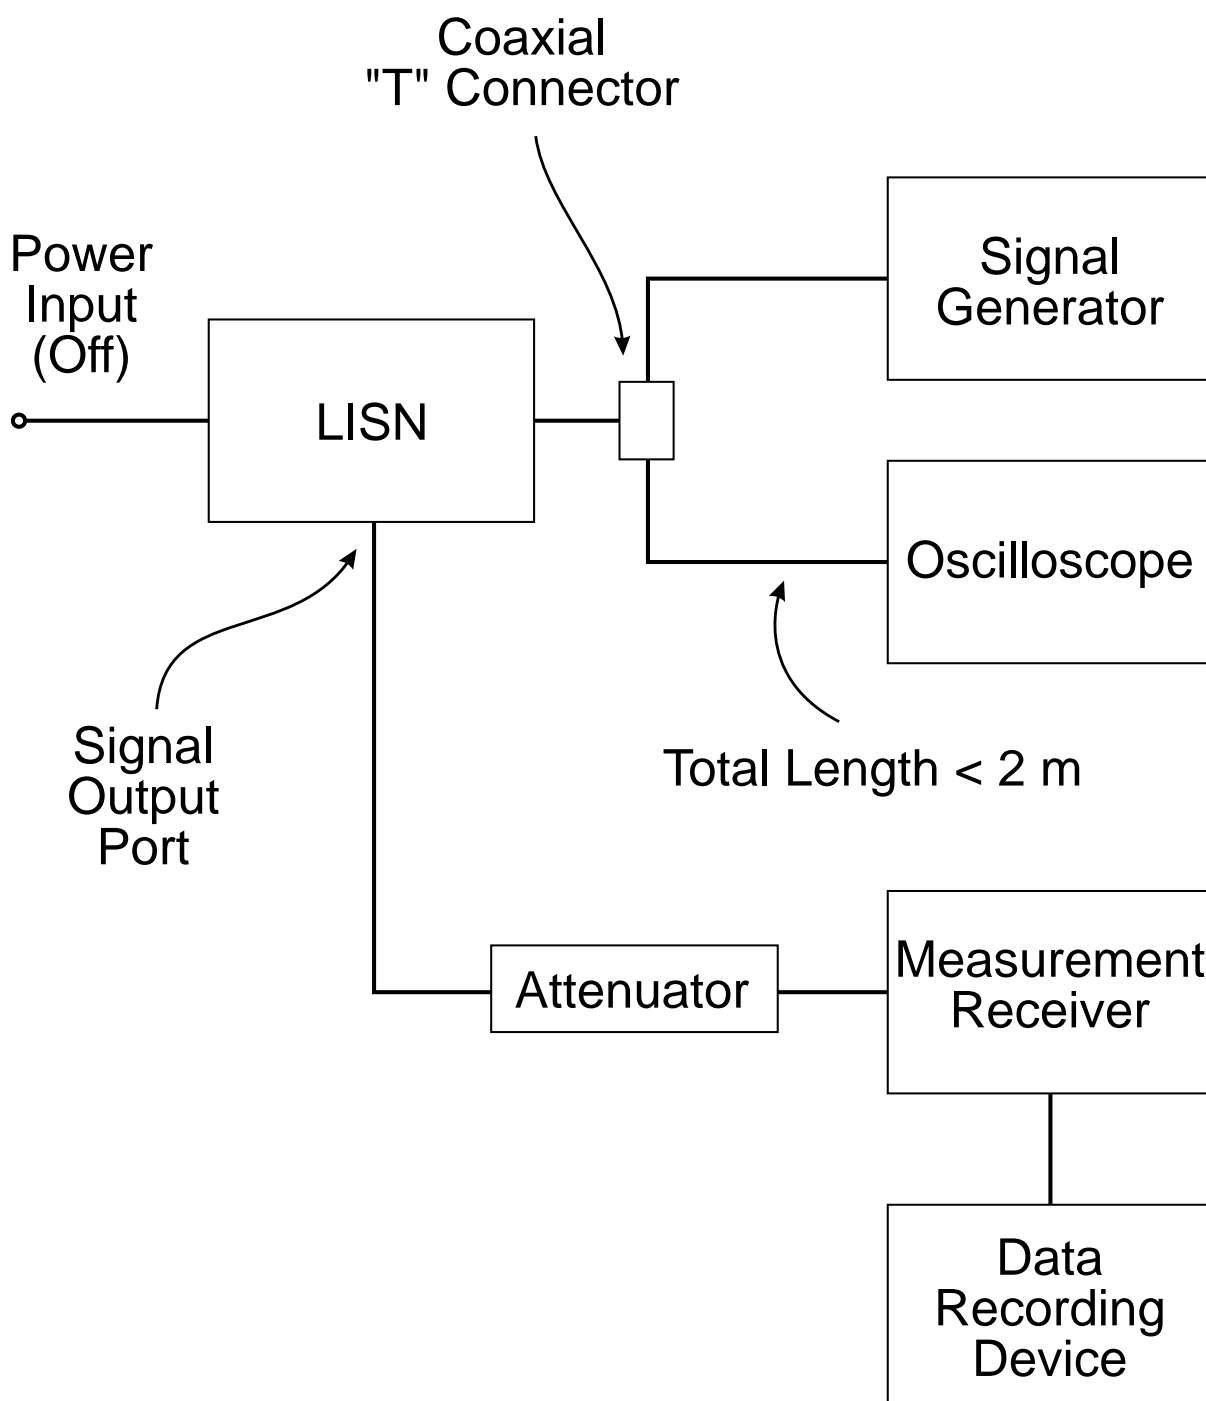 Coaxial
"T" Connector
Power
Input
(Off)
Signal
Generator
LISN
Oscilloscope
Signal
Output
Port
Total Length < 2 m
Attenuator
Measurement
Receiver
Data
Recording
Device